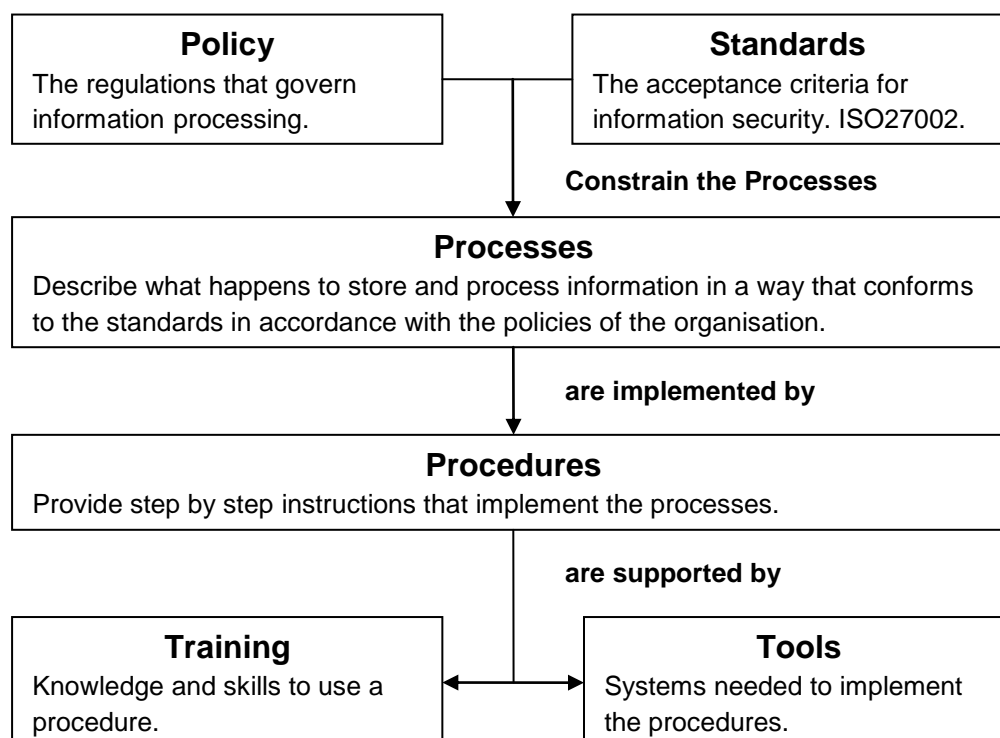 Policy
The regulations that govern
information processing.
Standards
The acceptance criteria for
information security. ISO27002.
Constrain the Processes
Processes
Describe what happens to store and process information in a way that conforms
to the standards in accordance with the policies of the organisation.
are implemented by
Procedures
Provide step by step instructions that implement the processes.
are supported by
Training
Knowledge and skills to use a
procedure.
Tools
Systems needed to implement
the procedures.